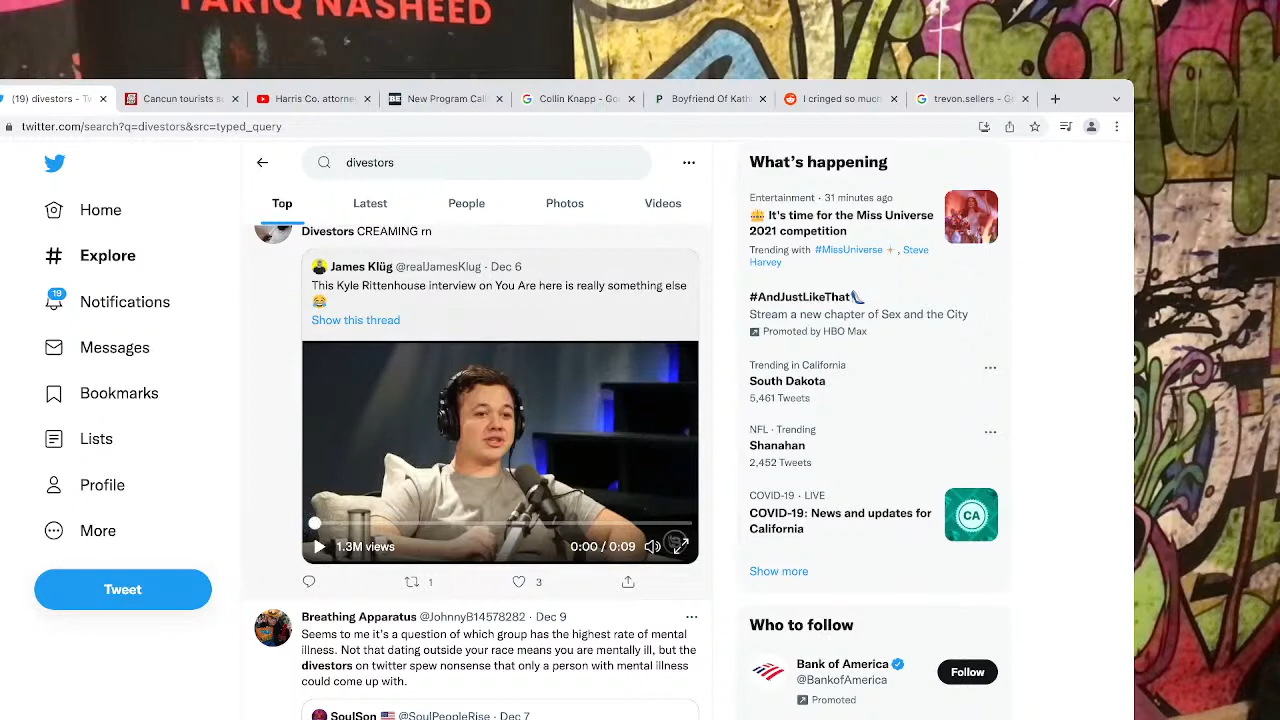 TARIQ NASHEED
(19) divestors - Tw
Cancun tourists su
Harris Co. attorne
New Program Call
Collin Knapp - Goo
Boyfriend Of Kath
I cringed so much
trevon.sellers - Go
twitter.com/search?q=divestors&src=typed_query
divestors
Top
Latest
People
Photos
Videos
Home
Explore
19
Notifications
Messages
Bookmarks
Lists
Profile
More
Tweet
Divestors CREAMING rn
James Klüg @realJamesKlug · Dec 6
This Kyle Rittenhouse interview on You Are here is really something else
😂
Show this thread
1.3M views
0:00 / 0:09
1
3
Breathing Apparatus @JohnnyB14578282 · Dec 9
Seems to me it's a question of which group has the highest rate of mental
illness. Not that dating outside your race means you are mentally ill, but the
divestors on twitter spew nonsense that only a person with mental illness
could come up with.
SoulSon 🇺🇸 @SoulPeopleRise · Dec 7
What's happening
Entertainment · 31 minutes ago
👑 It's time for the Miss Universe
2021 competition
Trending with #MissUniverse , Steve
Harvey
#AndJustLikeThat👠
Stream a new chapter of Sex and the City
Promoted by HBO Max
Trending in California
South Dakota
5,461 Tweets
NFL · Trending
Shanahan
2,452 Tweets
COVID-19 · LIVE
COVID-19: News and updates for
California
CA
Show more
Who to follow
Bank of America
@BankofAmerica
Follow
Promoted